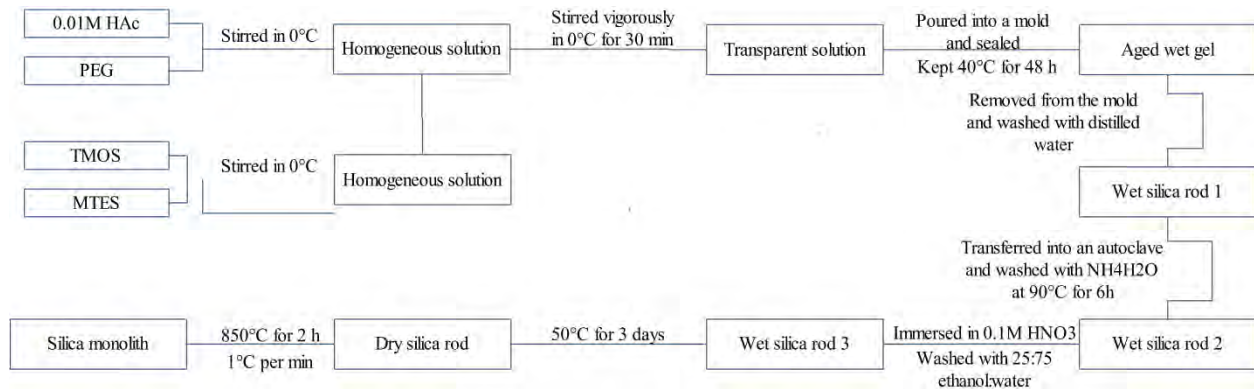 0.01M HAc
PEG
Stirred in 0°C
Homogeneous solution
Stirred vigorously
in 0°C for 30 min
Transparent solution
Poured into a mold
and sealed
Kept 40°C for 48 h
Aged wet gel
Removed from the mold
and washed with distilled
water
TMOS
MTES
Stirred in 0°C
Homogeneous solution
Wet silica rod 1
Transferred into an autoclave
and washed with NH4H2O
at 90°C for 6h
Silica monolith
850°C for 2 h
1°C per min
Dry silica rod
50°C for 3 days
Wet silica rod 3
Immersed in 0.1M HNO3
Washed with 25:75
ethanol:water
Wet silica rod 2